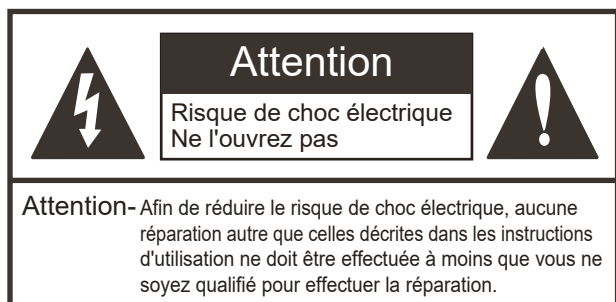 Attention
Risque de choc électrique
Ne l'ouvrez pas
Attention- Afin de réduire le risque de choc électrique, aucune
réparation autre que celles décrites dans les instructions
d'utilisation ne doit être effectuée à moins que vous ne
soyez qualifié pour effectuer la réparation.